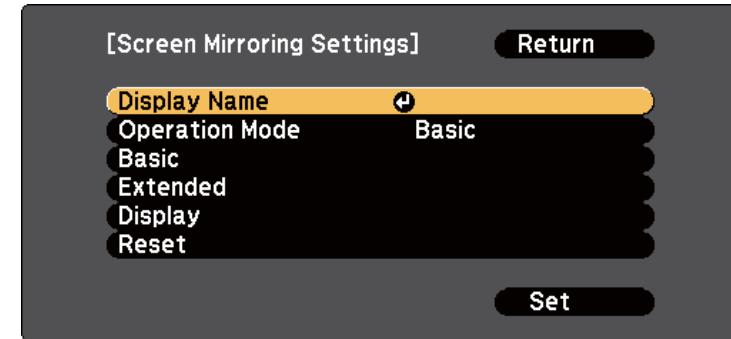 [Screen Mirroring Settings] Return
Display Name
Operation Mode Basic
Basic
Extended
Display
Reset
Set